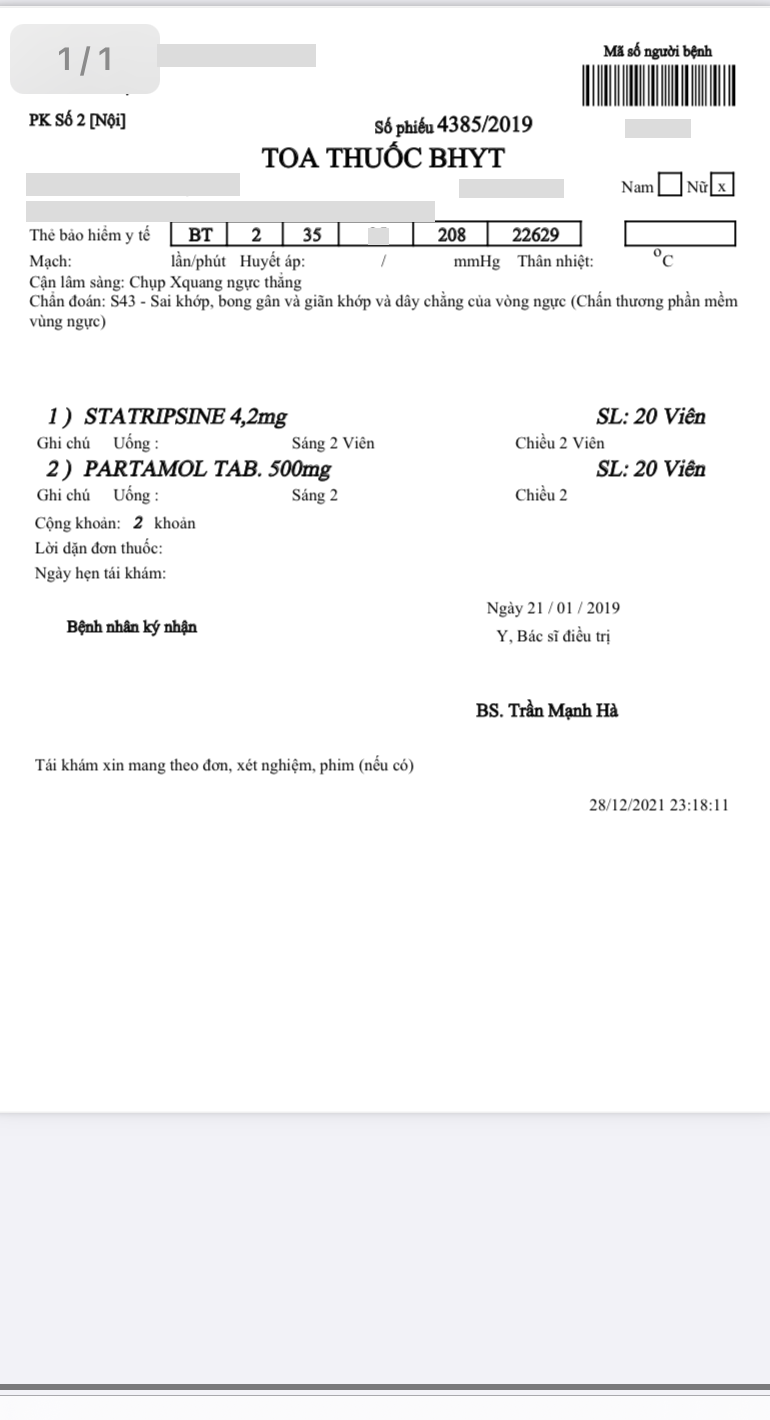 1/1
Mã số người bệnh
PK Số 2 [Nội]
Số phiếu 4385/2019
TOA THUỐC BHYT
Nam Nữ x
Thẻ bảo hiểm y tế BT 2 35 208 22629
Mạch: lần/phút Huyết áp: / mmHg Thân nhiệt: °C
Cận lâm sàng: Chụp Xquang ngực thẳng
Chẩn đoán: S43 - Sai khớp, bong gân và giãn khớp và dây chằng của vòng ngực (Chấn thương phần mềm
vùng ngực)
1 ) STATRIPSINE 4,2mg SL: 20 Viên
Ghi chú Uống : Sáng 2 Viên Chiều 2 Viên
2 ) PARTAMOL TAB. 500mg SL: 20 Viên
Ghi chú Uống : Sáng 2 Chiều 2
Cộng khoản: 2 khoản
Lời dặn đơn thuốc:
Ngày hẹn tái khám:
Ngày 21 / 01 / 2019
Bệnh nhân ký nhận
Y, Bác sĩ điều trị
BS. Trần Mạnh Hà
Tái khám xin mang theo đơn, xét nghiệm, phim (nếu có)
28/12/2021 23:18:11